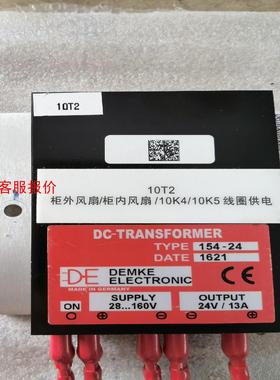 10T2
客服报价
10T2
柜外风扇/柜内风扇/10K4/10K5 线圈供电
DC-TRANSFORMER
TYPE 154-24
DATE 1621
DE DEMKE ELECTRONIC CE
MADE IN GERMANY
ON SUPPLY 28...160V OUTPUT 24V / 13A